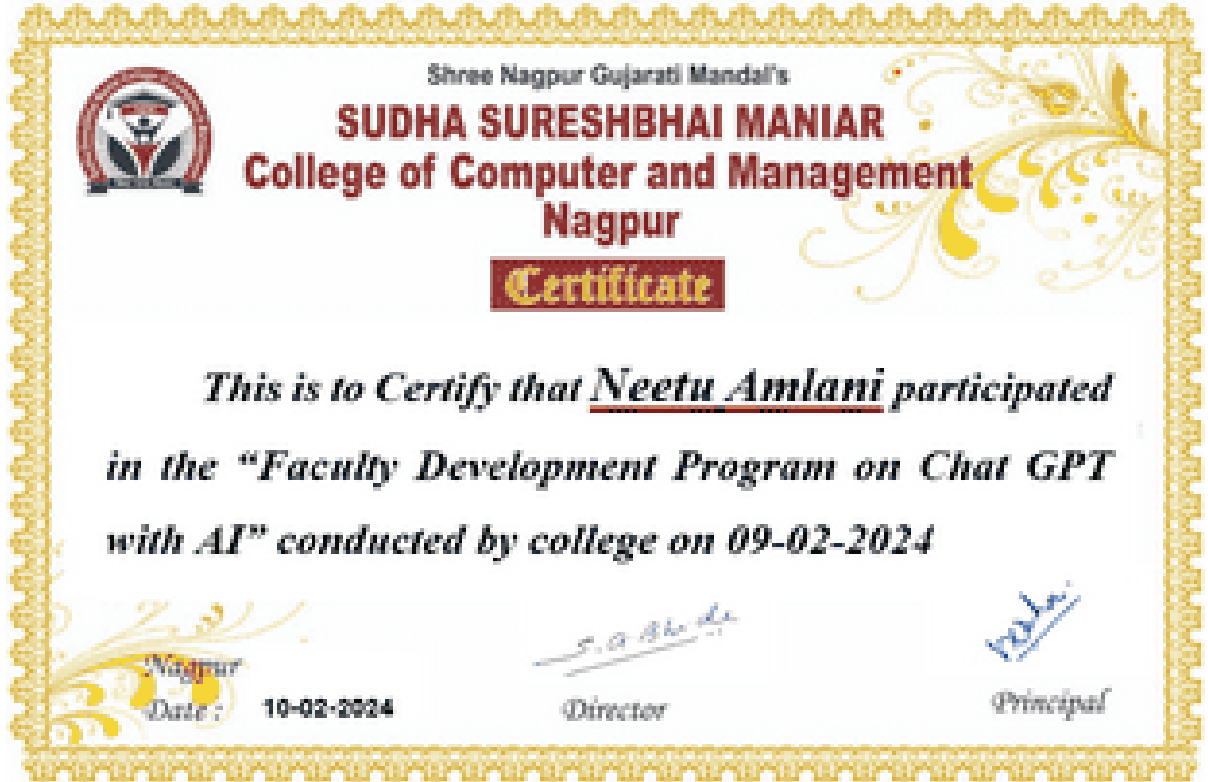 Shree Nagpur Gujarati Mandal's
SUDHA SURESHBHAI MANIAR
College of Computer and Management
Nagpur
Certificate
This is to Certify that Neetu Amlani participated
in the “Faculty Development Program on Chat GPT
with AI” conducted by college on 09-02-2024
Nagpur
Date : 10-02-2024
Director
Principal